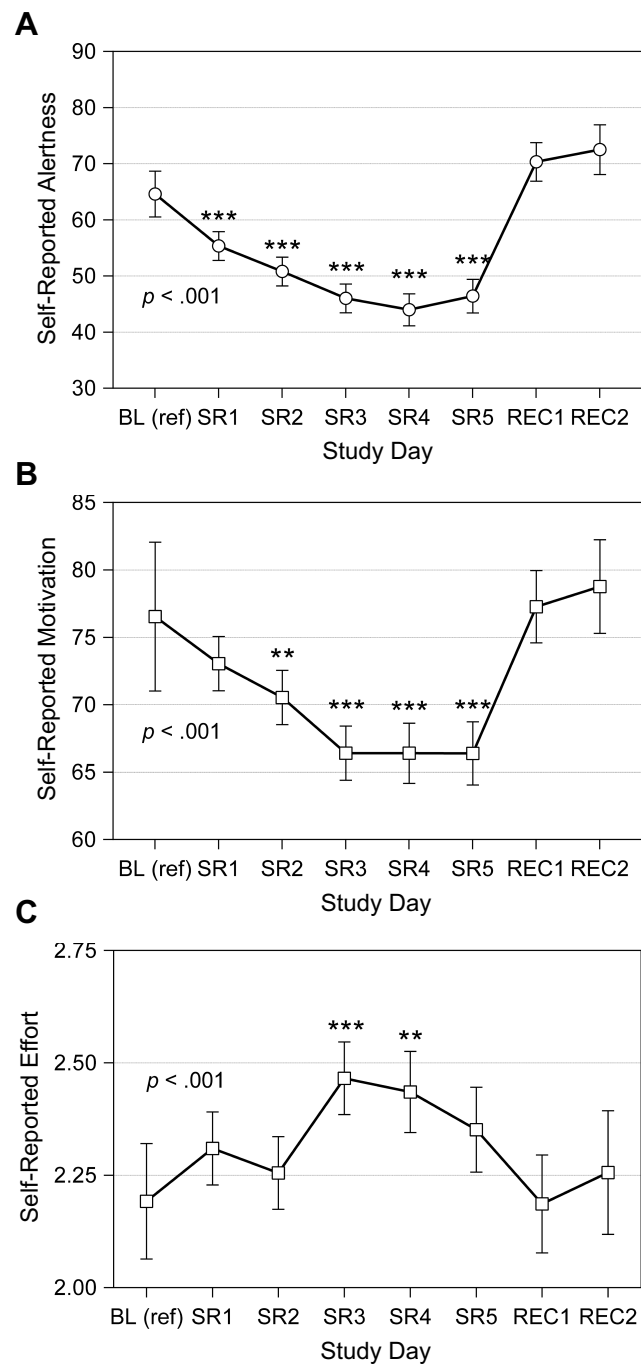 A
90
80
70
60
50
40
30
Self-Reported Alertness
***
***
***
***
***
p < .001
BL (ref) SR1 SR2 SR3 SR4 SR5 REC1 REC2
Study Day
B
85
80
75
70
65
60
Self-Reported Motivation
**
***
***
***
p < .001
BL (ref) SR1 SR2 SR3 SR4 SR5 REC1 REC2
Study Day
C
2.75
2.50
2.25
2.00
Self-Reported Effort
***
**
p < .001
BL (ref) SR1 SR2 SR3 SR4 SR5 REC1 REC2
Study Day